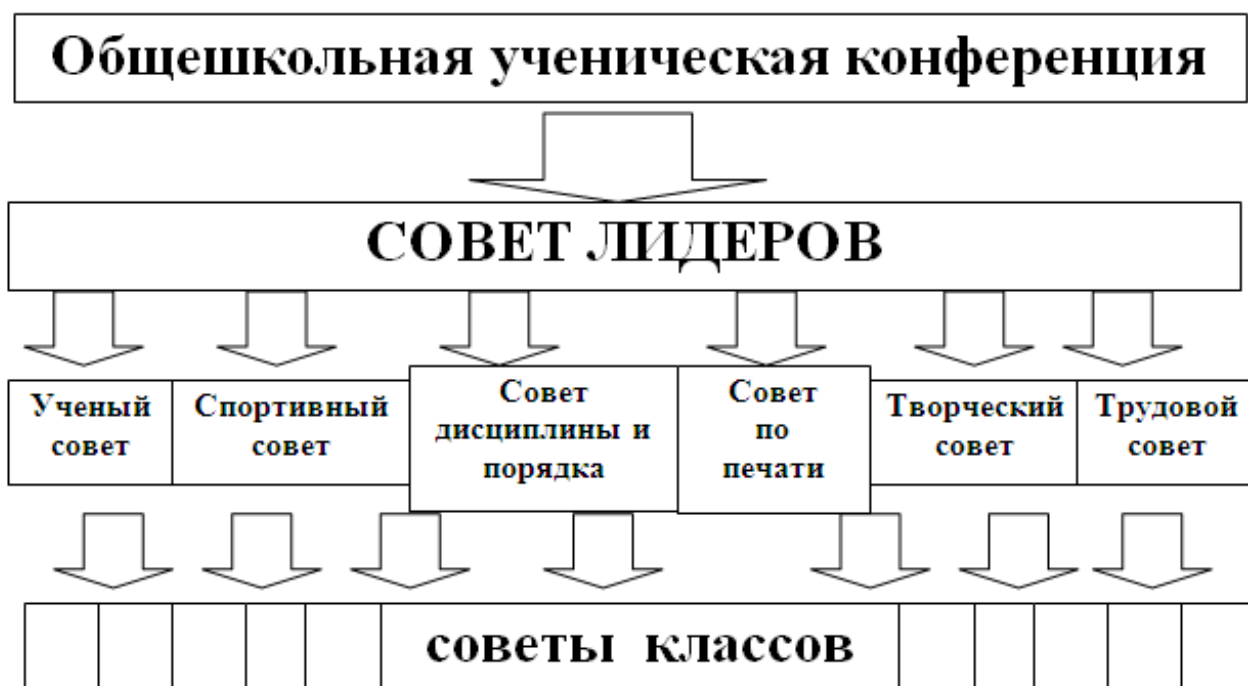 Общешкольная ученическая конференция
СОВЕТ ЛИДЕРОВ
Ученый
совет
Спортивный
совет
Совет
дисциплины и
порядка
Совет
по
печати
Творческий
совет
Трудовой
совет
советы классов